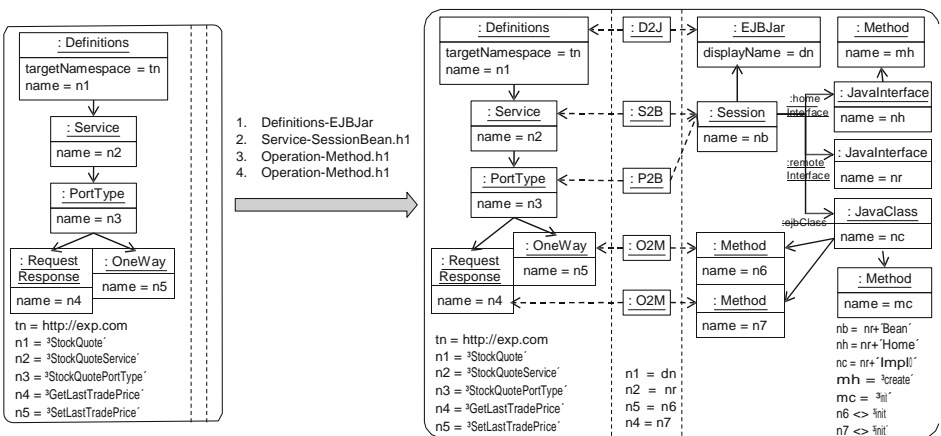 : Definitions
targetNamespace = tn
name = n1
: Service
name = n2
: PortType
name = n3
: Request
Response
name = n4
: OneWay
name = n5
tn = http://exp.com
n1 = ³StockQuote´
n2 = ³StockQuoteService´
n3 = ³StockQuotePortType´
n4 = ³GetLastTradePrice´
n5 = ³SetLastTradePrice´
1. Definitions-EJBJar
2. Service-SessionBean.h1
3. Operation-Method.h1
4. Operation-Method.h1
: Definitions
targetNamespace = tn
name = n1
: Service
name = n2
: PortType
name = n3
: Request
Response
name = n4
: OneWay
name = n5
tn = http://exp.com
n1 = ³StockQuote´
n2 = ³StockQuoteService´
n3 = ³StockQuotePortType´
n4 = ³GetLastTradePrice´
n5 = ³SetLastTradePrice´
: D2J
: S2B
: P2B
: O2M
: O2M
n1 = dn
n2 = nr
n5 = n6
n4 = n7
: EJBJar
displayName = dn
: Session
name = nb
:home
Interface
:remote
Interface
:ejbClass
: Method
name = n6
: Method
name = n7
: Method
name = mh
: JavaInterface
name = nh
: JavaInterface
name = nr
: JavaClass
name = nc
: Method
name = mc
nb = nr+´Bean´
nh = nr+´Home´
nc = nr+´Impl
mh = ³create´
mc = ³init´
n6 <> ³init
n7 <> ³init´